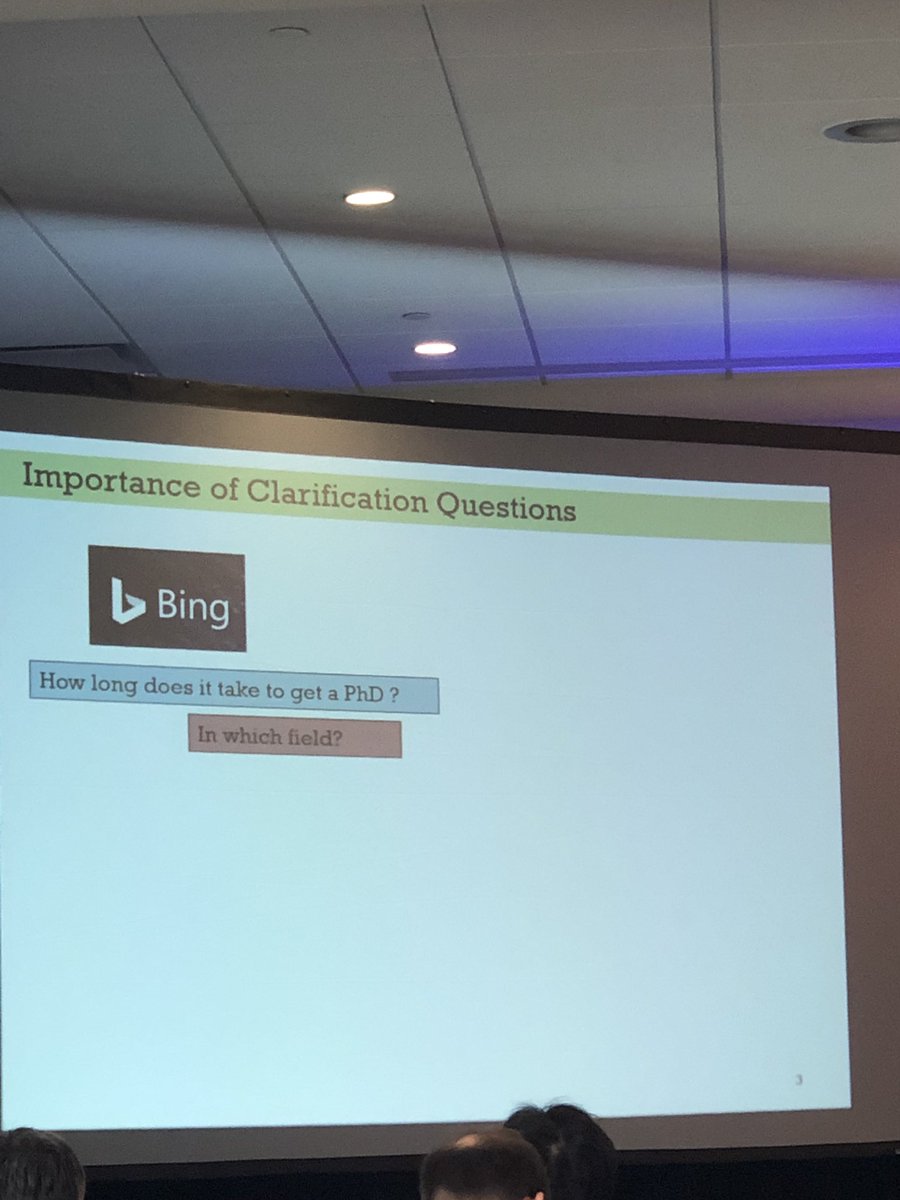 Importance of Clarification Questions
Bing
How long does it take to get a PhD ?
In which field?
3